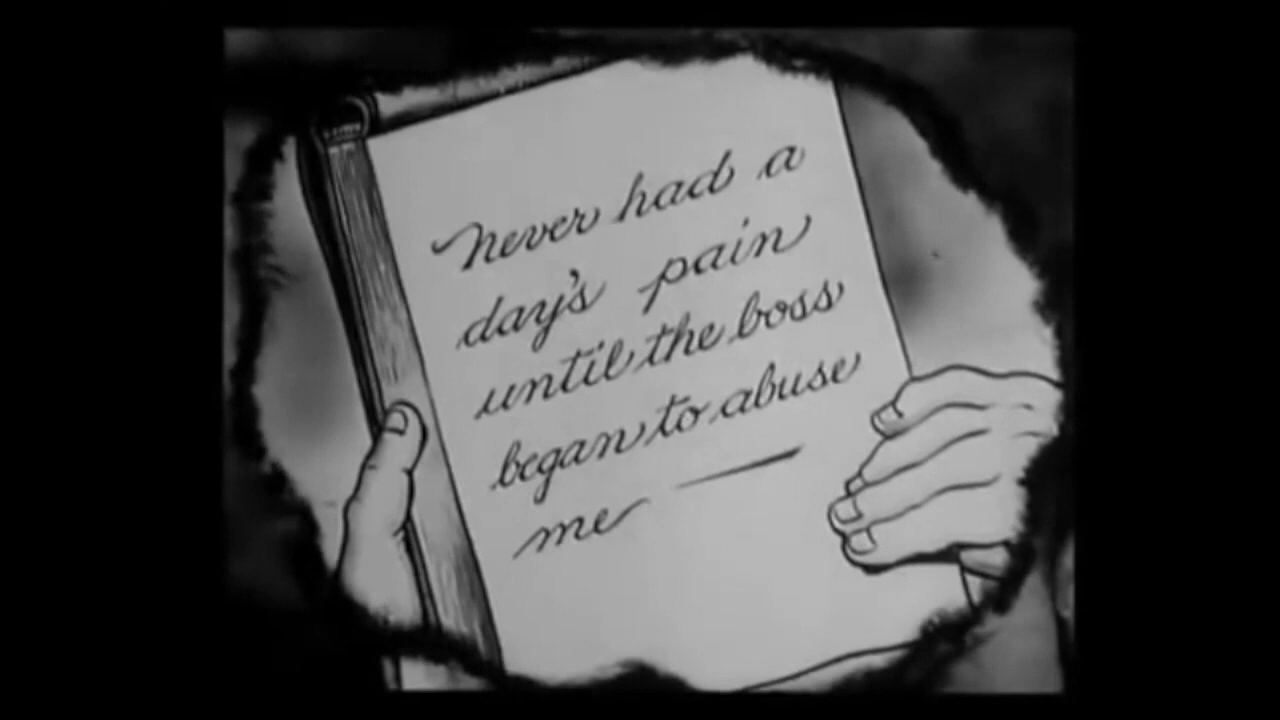 Never had a
day's pain
until the boss
began to abuse
me —